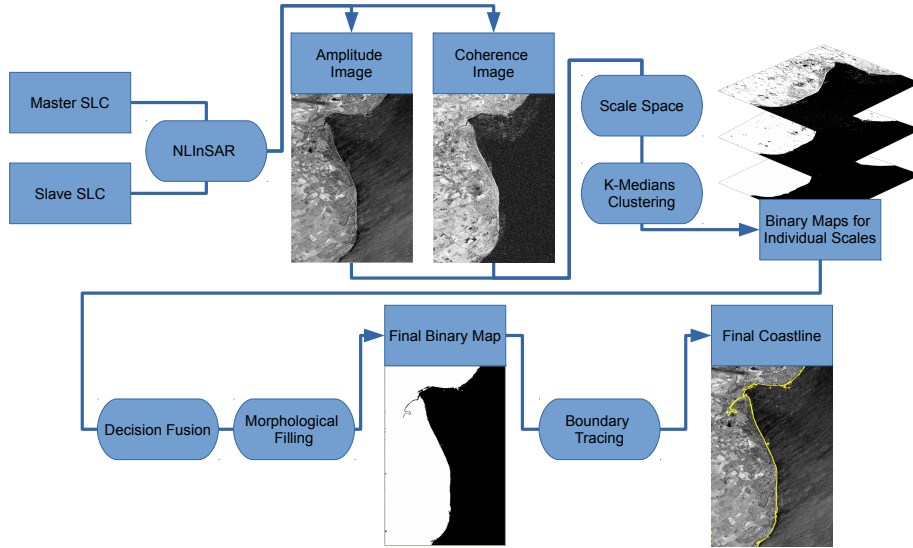 Amplitude
Image
Coherence
Image
Master SLC
Scale Space
NLInSAR
Slave SLC
K-Medians
Clustering
Binary Maps for
Individual Scales
Final Binary Map
Final Coastline
Decision Fusion
Morphological
Filling
Boundary
Tracing